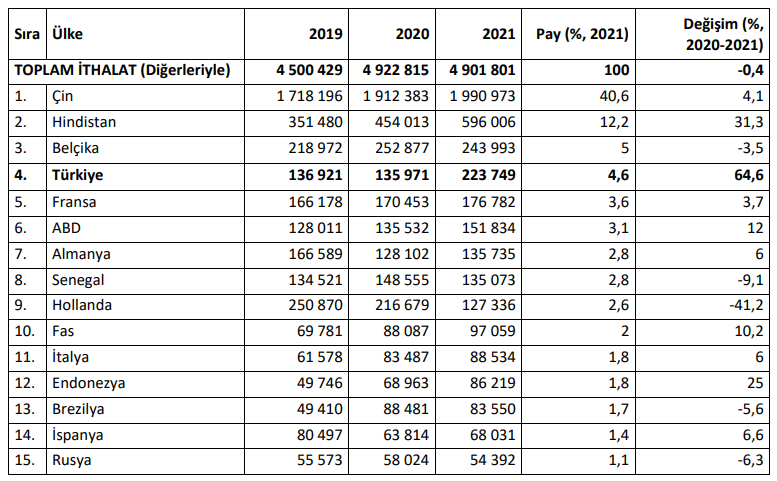 Sıra Ülke 2019 2020 2021 Pay (%, 2021) Değişim (%, 2020-2021)
TOPLAM İTHALAT (Diğerleriyle) 4 500 429 4 922 815 4 901 801 100 -0,4
1. Çin 1 718 196 1 912 383 1 990 973 40,6 4,1
2. Hindistan 351 480 454 013 596 006 12,2 31,3
3. Belçika 218 972 252 877 243 993 5 -3,5
4. Türkiye 136 921 135 971 223 749 4,6 64,6
5. Fransa 166 178 170 453 176 782 3,6 3,7
6. ABD 128 011 135 532 151 834 3,1 12
7. Almanya 166 589 128 102 135 735 2,8 6
8. Senegal 134 521 148 555 135 073 2,8 -9,1
9. Hollanda 250 870 216 679 127 336 2,6 -41,2
10. Fas 69 781 88 087 97 059 2 10,2
11. İtalya 61 578 83 487 88 534 1,8 6
12. Endonezya 49 746 68 963 86 219 1,8 25
13. Brezilya 49 410 88 481 83 550 1,7 -5,6
14. İspanya 80 497 63 814 68 031 1,4 6,6
15. Rusya 55 573 58 024 54 392 1,1 -6,3